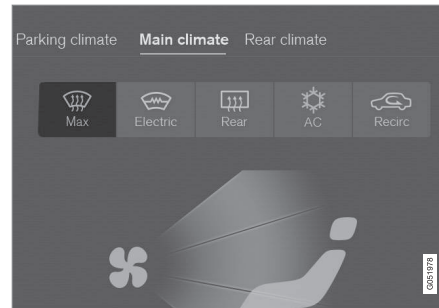 Parking climate Main climate Rear climate
Max Electric Rear AC Recirc
G051978